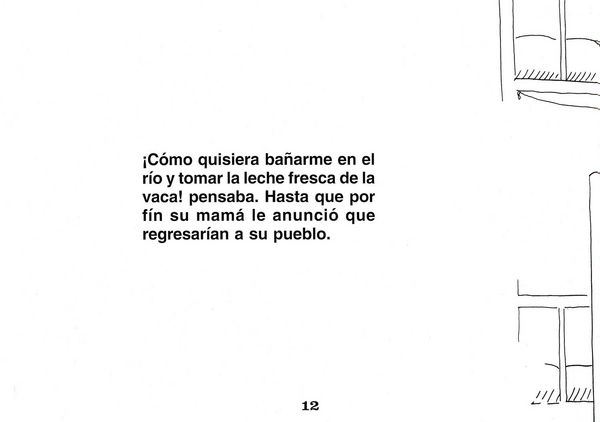 ¡Cómo quisiera bañarme en el
río y tomar la leche fresca de la
vaca! pensaba. Hasta que por
fín su mamá le anunció que
regresarían a su pueblo.
12